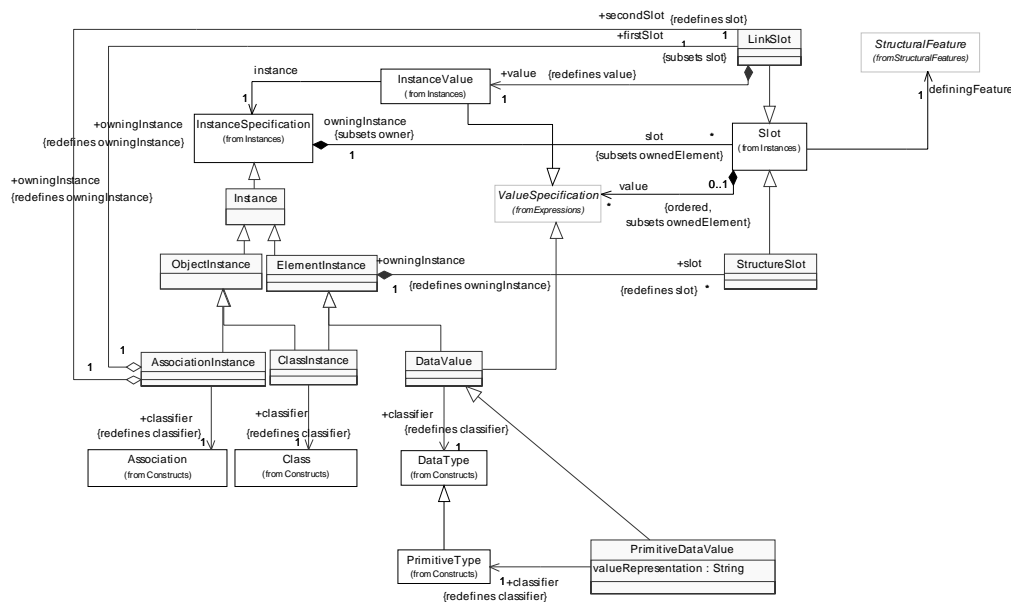 +secondSlot {redefines slot}
+firstSlot 1
1
{subsets slot}
LinkSlot
StructuralFeature
(from StructuralFeatures)
instance
InstanceValue
(from Instances)
+value {redefines value}
1
1
definingFeature
1
+owningInstance
{redefines owningInstance}
InstanceSpecification
(from Instances)
owningInstance
{subsets owner}
1
slot *
{subsets ownedElement}
Slot
(from Instances)
+owningInstance
{redefines owningInstance}
Instance
ValueSpecification
(from Expressions)
value 0..1
*
{ordered,
subsets ownedElement}
ObjectInstance
ElementInstance
+owningInstance
1 {redefines owningInstance}
+slot
{redefines slot} *
StructureSlot
1
1
AssociationInstance
ClassInstance
DataValue
+classifier
{redefines classifier}
1
+classifier
{redefines classifier}
1
+classifier
{redefines classifier}
1
Association
(from Constructs)
Class
(from Constructs)
DataType
(from Constructs)
PrimitiveType
(from Constructs)
PrimitiveDataValue
valueRepresentation : String
1 +classifier
{redefines classifier}